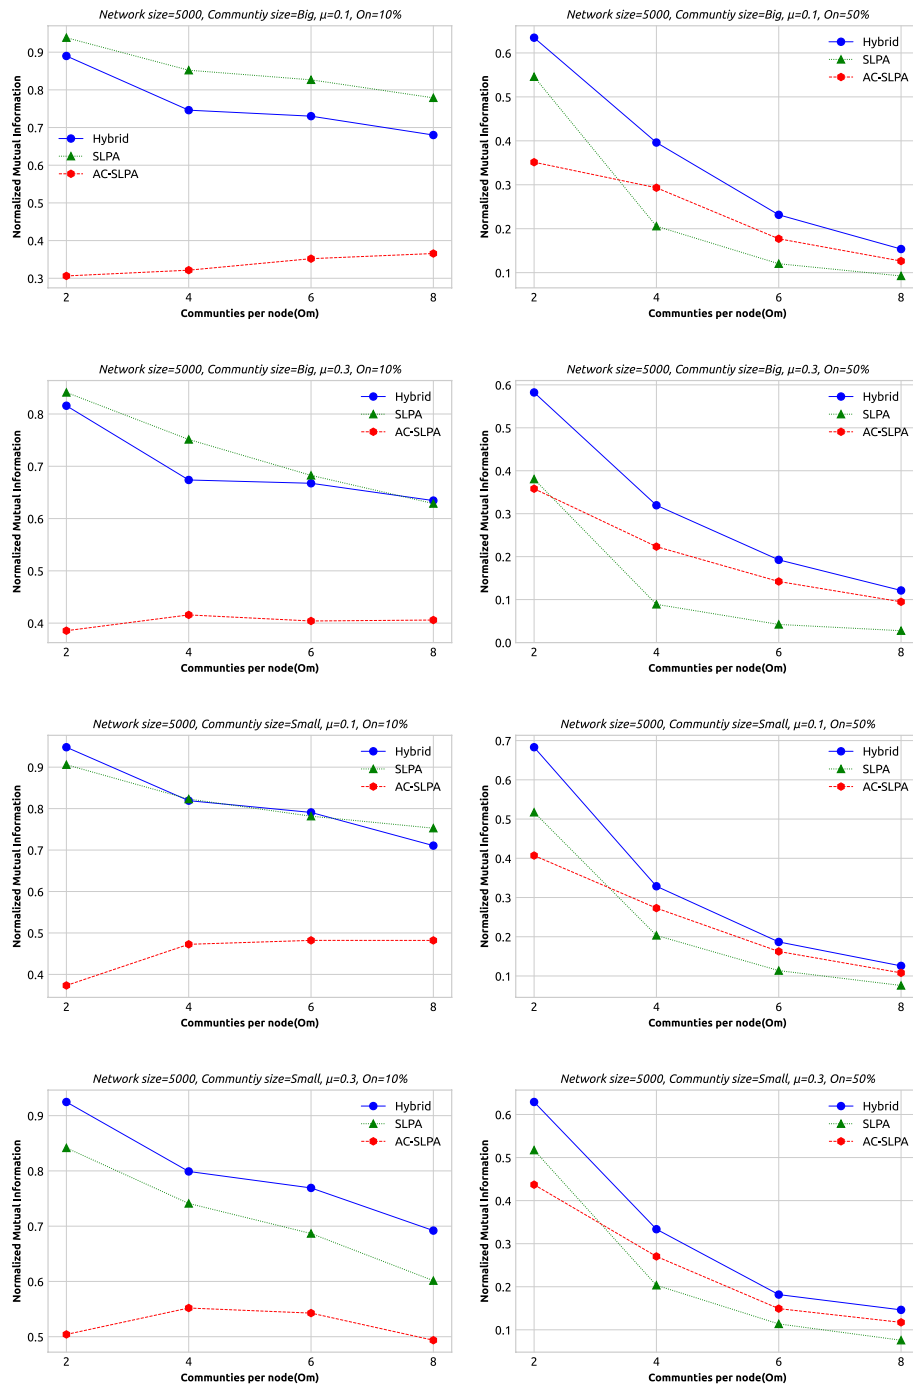 Network size=5000, Communtiy size=Big, μ=0.1, On=10%
Normalized Mutual Information
0.9
0.8
0.7
0.6
0.5
0.4
0.3
Hybrid
SLPA
AC-SLPA
2 4 6 8
Communties per node(Om)
Network size=5000, Communtiy size=Big, μ=0.1, On=50%
Normalized Mutual Information
0.6
0.5
0.4
0.3
0.2
0.1
Hybrid
SLPA
AC-SLPA
2 4 6 8
Communties per node(Om)
Network size=5000, Communtiy size=Big, μ=0.3, On=10%
Normalized Mutual Information
0.8
0.7
0.6
0.5
0.4
Hybrid
SLPA
AC-SLPA
2 4 6 8
Communties per node(Om)
Network size=5000, Communtiy size=Big, μ=0.3, On=50%
Normalized Mutual Information
0.6
0.5
0.4
0.3
0.2
0.1
0.0
Hybrid
SLPA
AC-SLPA
2 4 6 8
Communties per node(Om)
Network size=5000, Communtiy size=Small, μ=0.1, On=10%
Normalized Mutual Information
0.9
0.8
0.7
0.6
0.5
0.4
Hybrid
SLPA
AC-SLPA
2 4 6 8
Communties per node(Om)
Network size=5000, Communtiy size=Small, μ=0.1, On=50%
Normalized Mutual Information
0.7
0.6
0.5
0.4
0.3
0.2
0.1
Hybrid
SLPA
AC-SLPA
2 4 6 8
Communties per node(Om)
Network size=5000, Communtiy size=Small, μ=0.3, On=10%
Normalized Mutual Information
0.9
0.8
0.7
0.6
0.5
Hybrid
SLPA
AC-SLPA
2 4 6 8
Communties per node(Om)
Network size=5000, Communtiy size=Small, μ=0.3, On=50%
Normalized Mutual Information
0.6
0.5
0.4
0.3
0.2
0.1
Hybrid
SLPA
AC-SLPA
2 4 6 8
Communties per node(Om)